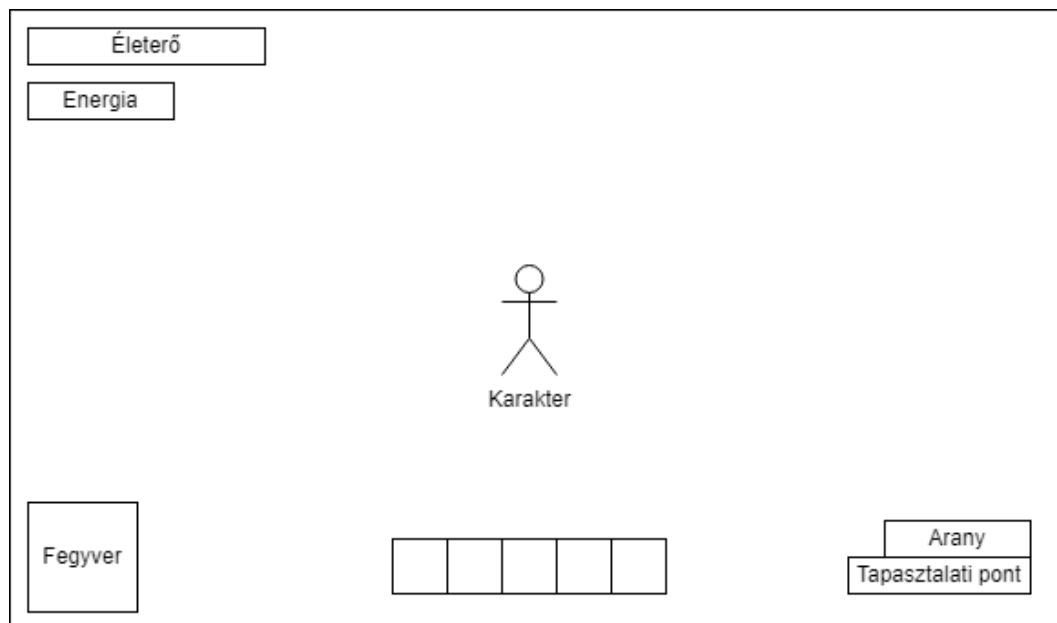 Életerő
Energia
Karakter
Fegyver
Arany
Tapasztalati pont